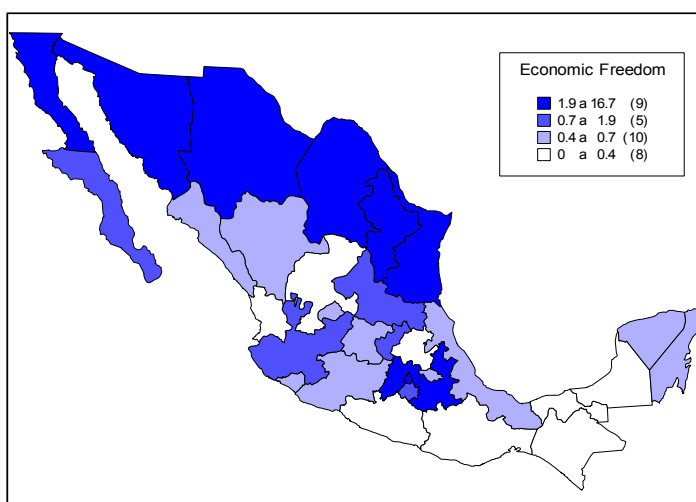 Economic Freedom
1.9 a 16.7 (9)
0.7 a 1.9 (5)
0.4 a 0.7 (10)
0 a 0.4 (8)